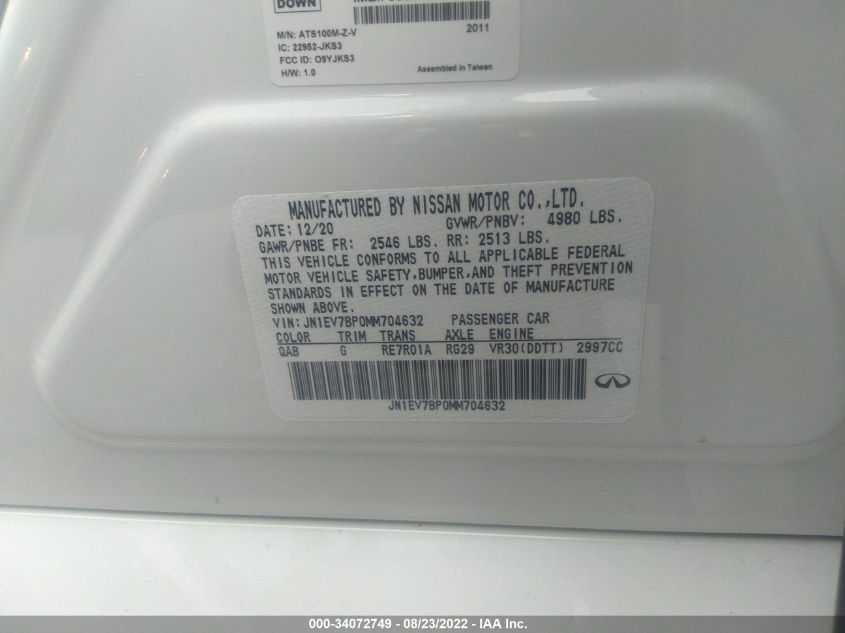 DOWN
M/N: ATS100M-Z-V
2011
IC: 22952-JKS3
FCC ID: O9YJKS3
H/W: 1.0
Assembled in Taiwan
MANUFACTURED BY NISSAN MOTOR CO.,LTD.
DATE: 12/20 GVWR/PNBV: 4980 LBS.
GAWR/PNBE FR: 2546 LBS. RR: 2513 LBS.
THIS VEHICLE CONFORMS TO ALL APPLICABLE FEDERAL
MOTOR VEHICLE SAFETY,BUMPER,AND THEFT PREVENTION
STANDARDS IN EFFECT ON THE DATE OF MANUFACTURE
SHOWN ABOVE.
VIN: JN1EV7BP0MM704632 PASSENGER CAR
COLOR TRIM TRANS AXLE ENGINE
QAB G RE7R01A RG29 VR30(DDTT) 2997CC
JN1EV7BP0MM704632
000-34072749 - 08/23/2022 - IAA Inc.